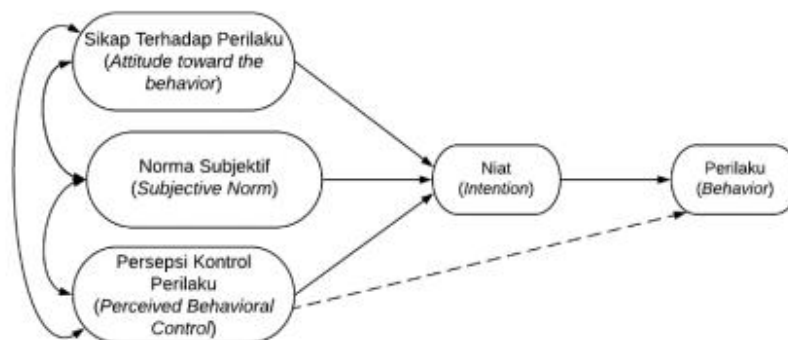 Sikap Terhadap Perilaku
(Attitude toward the
behavior)
Norma Subjektif
(Subjective Norm)
Persepsi Kontrol
Perilaku
(Perceived Behavioral
Control)
Niat
(Intention)
Perilaku
(Behavior)